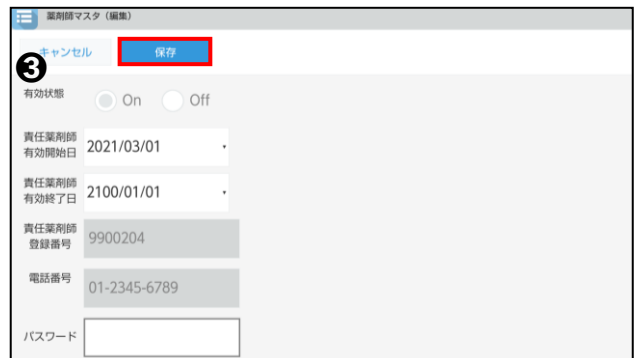 薬剤師マスタ（編集）
キャンセル 保存
❸
有効状態 On Off
責任薬剤師
有効開始日 2021/03/01
責任薬剤師
有効終了日 2100/01/01
責任薬剤師
登録番号 9900204
電話番号 01-2345-6789
パスワード